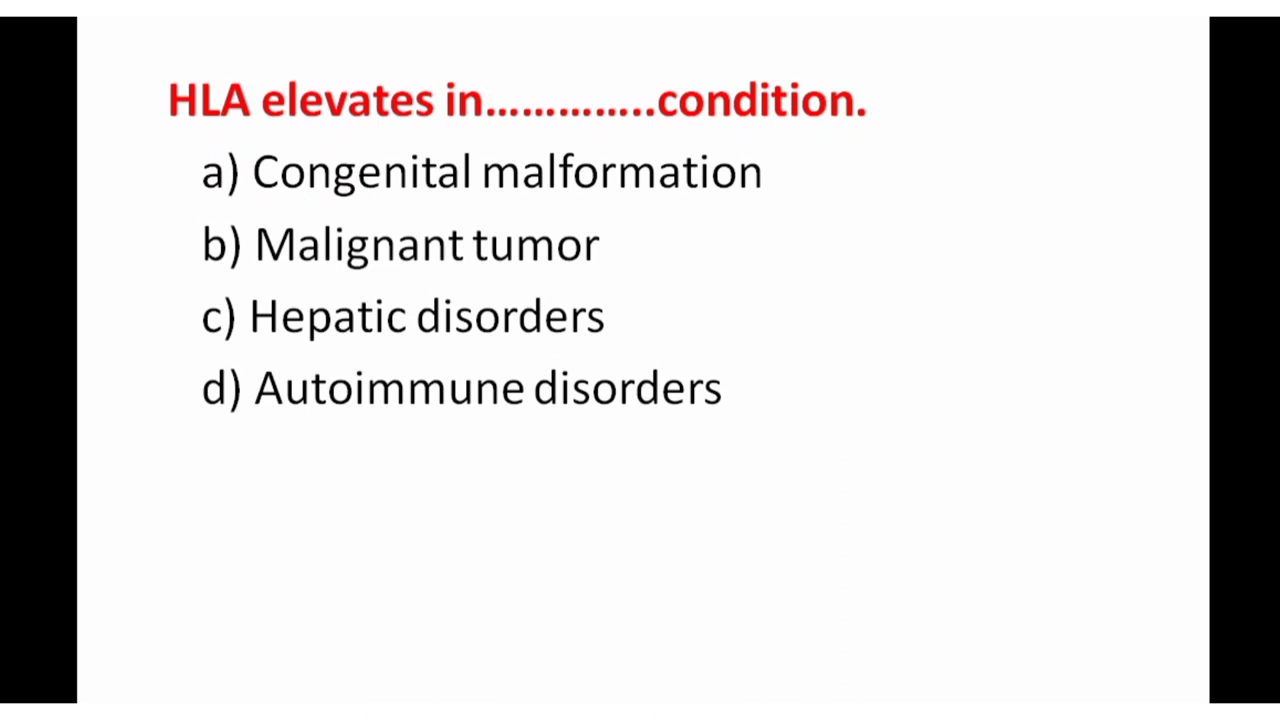 HLA elevates in…………..condition.
a) Congenital malformation
b) Malignant tumor
c) Hepatic disorders
d) Autoimmune disorders